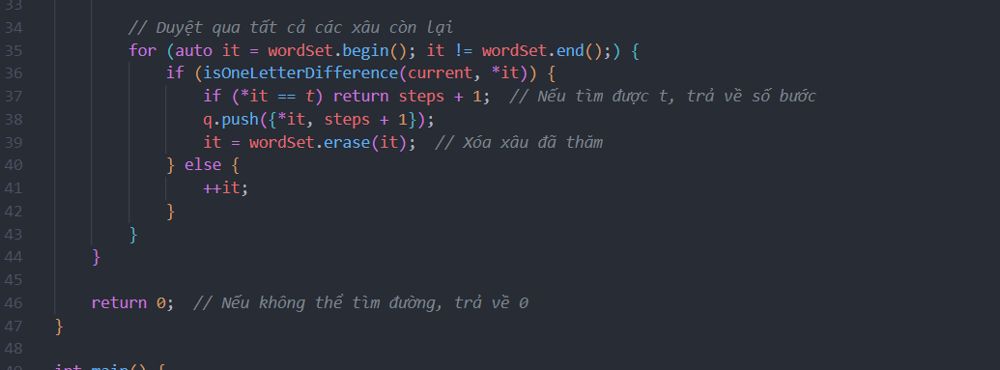 33
34 // Duyệt qua tất cả các xâu còn lại
35 for (auto it = wordSet.begin(); it != wordSet.end();) {
36 if (isOneLetterDifference(current, *it)) {
37 if (*it == t) return steps + 1; // Nếu tìm được t, trả về số bước
38 q.push({*it, steps + 1});
39 it = wordSet.erase(it); // Xóa xâu đã thăm
40 } else {
41 ++it;
42 }
43 }
44 }
45
46 return 0; // Nếu không thể tìm đường, trả về 0
47 }
48
49 int main() {